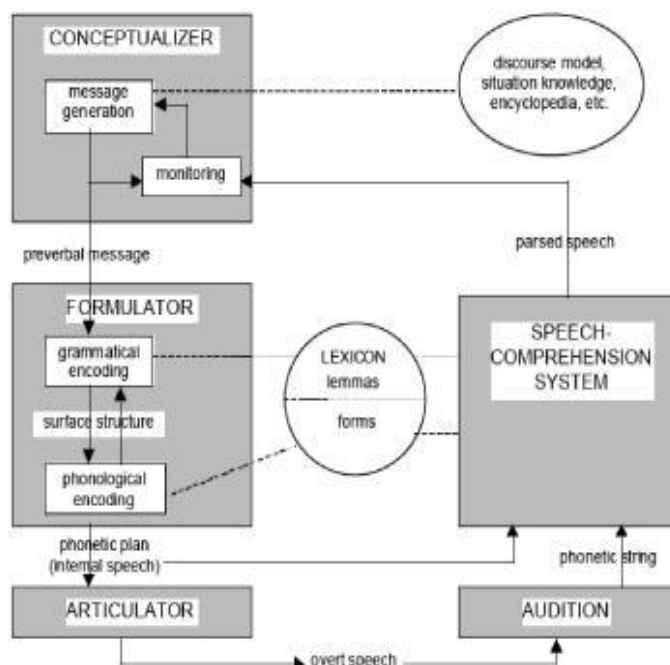 CONCEPTUALIZER
message
generation
monitoring
discourse model,
situation knowledge,
encyclopedia, etc.
preverbal message
parsed speech
FORMULATOR
grammatical
encoding
surface structure
phonological
encoding
LEXICON
lemmas
forms
SPEECH-
COMPREHENSION
SYSTEM
phonetic plan
(internal speech)
phonetic string
ARTICULATOR
AUDITION
overt speech